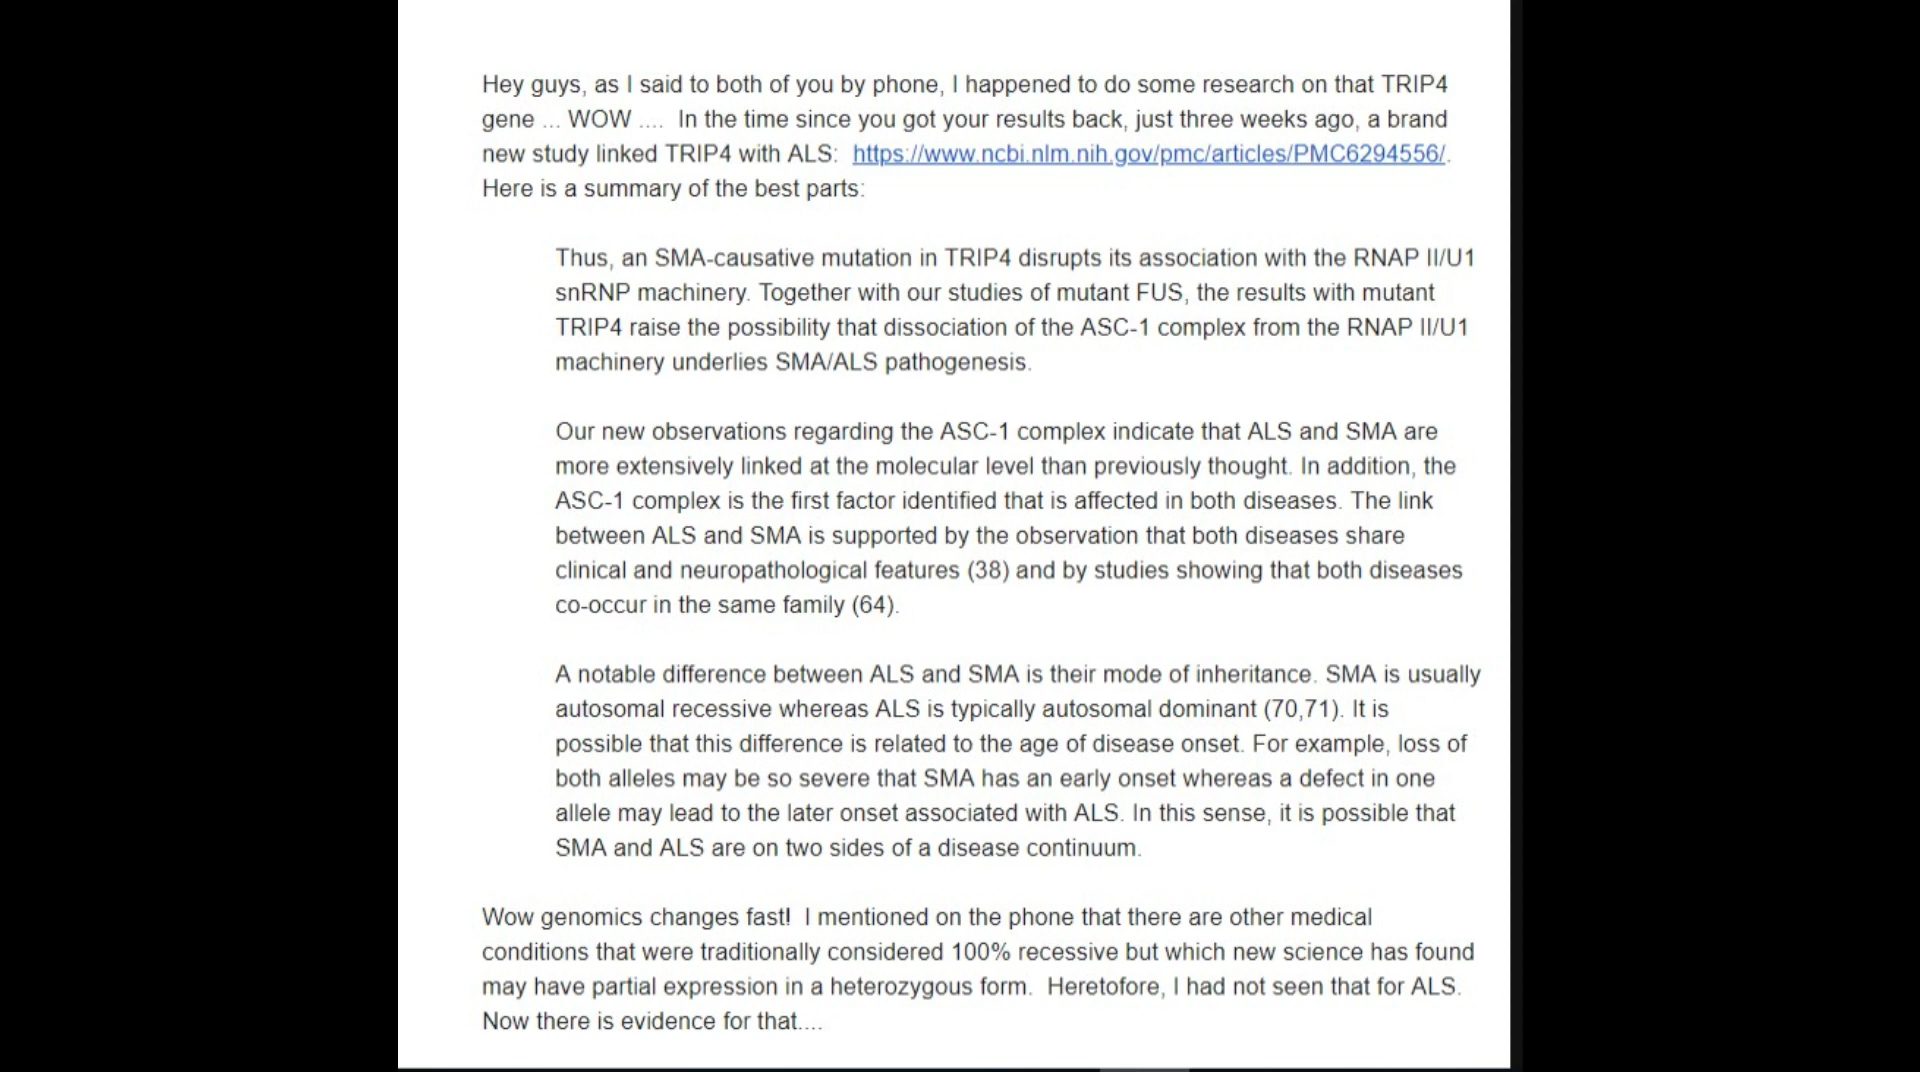 Hey guys, as I said to both of you by phone, I happened to do some research on that TRIP4
gene ... WOW ....  In the time since you got your results back, just three weeks ago, a brand
new study linked TRIP4 with ALS:  https://www.ncbi.nlm.nih.gov/pmc/articles/PMC6294556/.
Here is a summary of the best parts:
Thus, an SMA-causative mutation in TRIP4 disrupts its association with the RNAP II/U1
snRNP machinery. Together with our studies of mutant FUS, the results with mutant
TRIP4 raise the possibility that dissociation of the ASC-1 complex from the RNAP II/U1
machinery underlies SMA/ALS pathogenesis.
Our new observations regarding the ASC-1 complex indicate that ALS and SMA are
more extensively linked at the molecular level than previously thought. In addition, the
ASC-1 complex is the first factor identified that is affected in both diseases. The link
between ALS and SMA is supported by the observation that both diseases share
clinical and neuropathological features (38) and by studies showing that both diseases
co-occur in the same family (64).
A notable difference between ALS and SMA is their mode of inheritance. SMA is usually
autosomal recessive whereas ALS is typically autosomal dominant (70,71). It is
possible that this difference is related to the age of disease onset. For example, loss of
both alleles may be so severe that SMA has an early onset whereas a defect in one
allele may lead to the later onset associated with ALS. In this sense, it is possible that
SMA and ALS are on two sides of a disease continuum.
Wow genomics changes fast!  I mentioned on the phone that there are other medical
conditions that were traditionally considered 100% recessive but which new science has found
may have partial expression in a heterozygous form.  Heretofore, I had not seen that for ALS.
Now there is evidence for that....